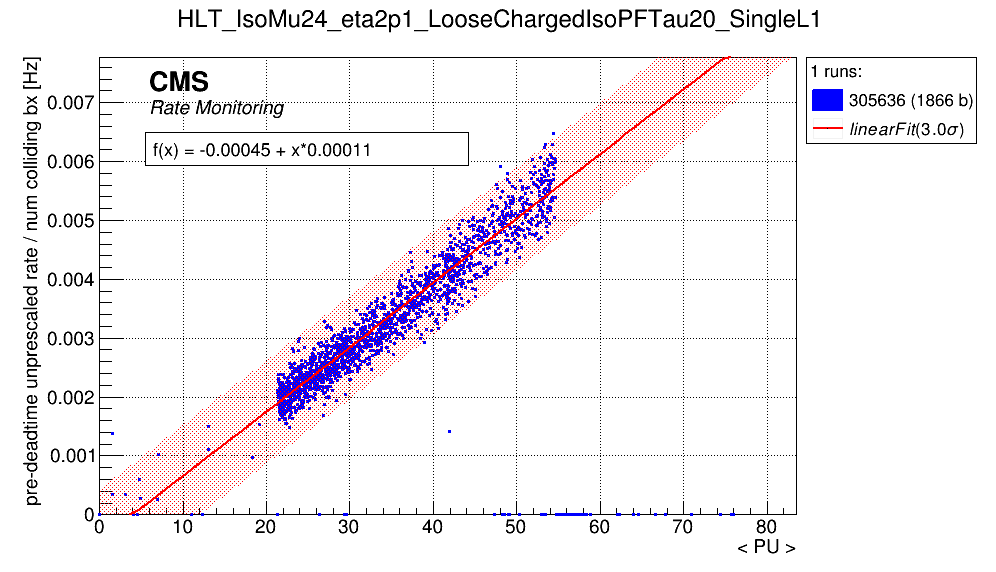 HLT_IsoMu24_eta2p1_LooseChargedIsoPFTau20_SingleL1
pre-deadtime unprescaled rate / num colliding bx [Hz]
CMS
Rate Monitoring
f(x) = -0.00045 + x*0.00011
1 runs:
305636 (1866 b)
linearFit(3.0σ)
0.007
0.006
0.005
0.004
0.003
0.002
0.001
0
0 10 20 30 40 50 60 70 80
< PU >